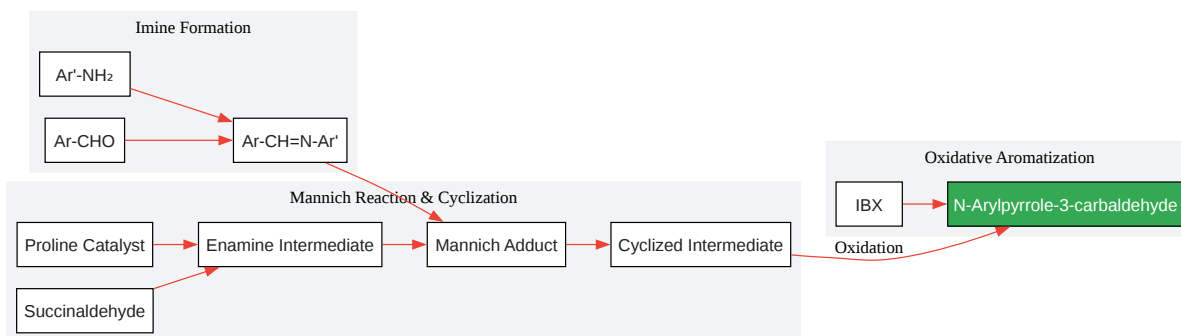 Imine Formation
Ar'-NH₂
Ar-CHO
Ar-CH=N-Ar'
Mannich Reaction & Cyclization
Proline Catalyst
Succinaldehyde
Enamine Intermediate
Mannich Adduct
Cyclized Intermediate
Oxidation
Oxidative Aromatization
IBX
N-Arylpyrrole-3-carbaldehyde